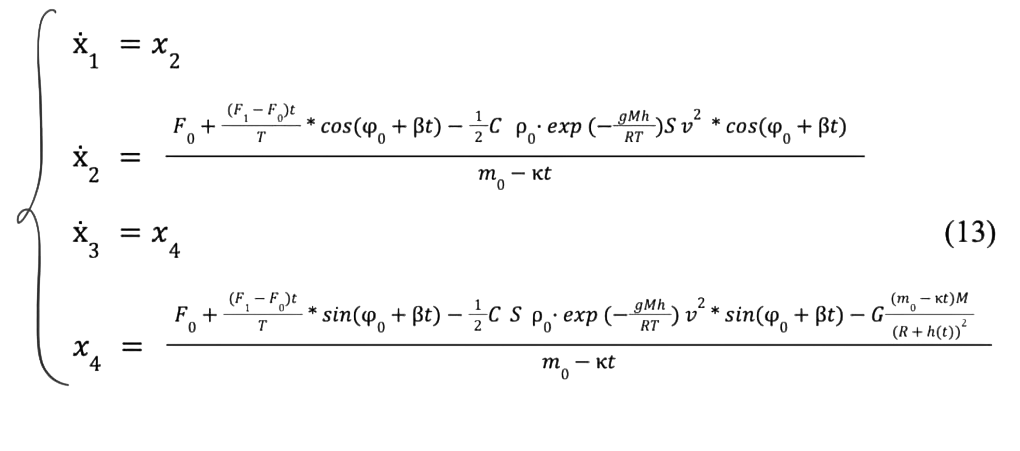 ẋ₁ = x₂
ẋ₂ = (F₀ + ((F₁ − F₀)t / T) * cos(φ₀ + βt) − (1/2)C ρ₀· exp (−(gMh / RT))S v² * cos(φ₀ + βt)) / (m₀ − κt)
ẋ₃ = x₄ (13)
x₄ = (F₀ + ((F₁ − F₀)t / T) * sin(φ₀ + βt) − (1/2)C S ρ₀· exp (−(gMh / RT)) v² * sin(φ₀ + βt) − G((m₀ − κt)M / (R + h(t))²)) / (m₀ − κt)